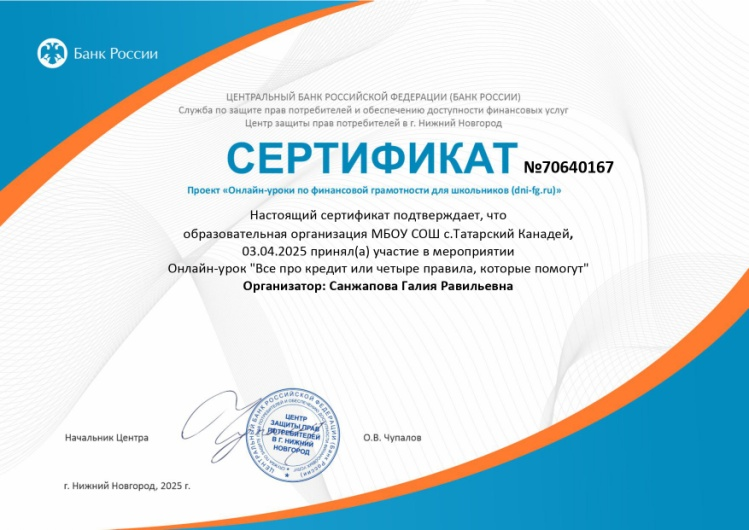 Банк России
ЦЕНТРАЛЬНЫЙ БАНК РОССИЙСКОЙ ФЕДЕРАЦИИ (БАНК РОССИИ)
Служба по защите прав потребителей и обеспечению доступности финансовых услуг
Центр защиты прав потребителей в г. Нижний Новгород
СЕРТИФИКАТ №70640167
Проект «Онлайн-уроки по финансовой грамотности для школьников (dni-fg.ru)»
Настоящий сертификат подтверждает, что
образовательная организация МБОУ СОШ с.Татарский Канадей,
03.04.2025 принял(а) участие в мероприятии
Онлайн-урок "Все про кредит или четыре правила, которые помогут"
Организатор: Санжапова Галия Равильевна
Начальник Центра
ЦЕНТР
ЗАЩИТЫ ПРАВ
ПОТРЕБИТЕЛЕЙ
В Г. НИЖНИЙ
НОВГОРОД
ЦЕНТРАЛЬНЫЙ БАНК РОССИЙСКОЙ ФЕДЕРАЦИИ (Банк России)
О.В. Чупалов
г. Нижний Новгород, 2025 г.